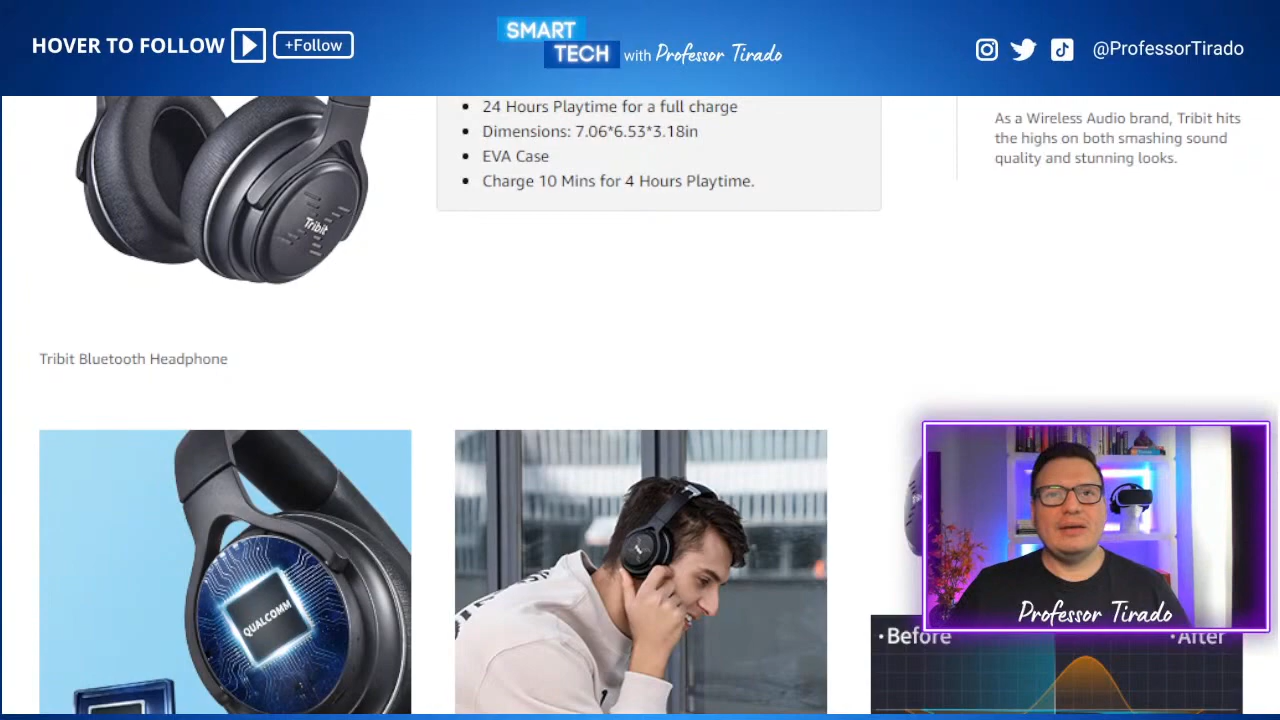 HOVER TO FOLLOW
+Follow
SMART
TECH
with Professor Tirado
@ProfessorTirado
24 Hours Playtime for a full charge
Dimensions: 7.06*6.53*3.18in
EVA Case
Charge 10 Mins for 4 Hours Playtime.
As a Wireless Audio brand, Tribit hits
the highs on both smashing sound
quality and stunning looks.
Tribit
Tribit Bluetooth Headphone
QUALCOMM
Professor Tirado
•Before
•After